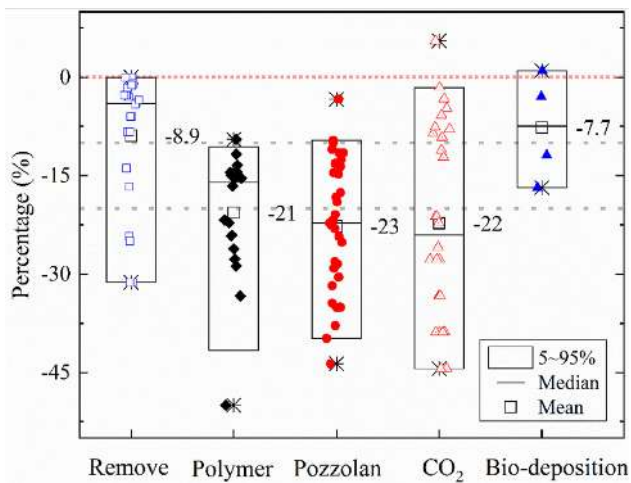 Percentage (%)
0
-15
-30
-45
-8.9
-21
-23
-22
-7.7
5~95%
Median
Mean
Remove Polymer Pozzolan CO₂ Bio-deposition